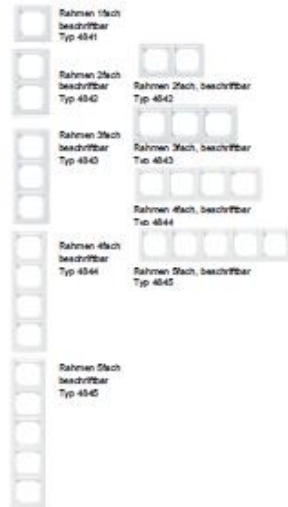 Rahmen 1fach
beschriftbar
Typ 4841
Rahmen 2fach
beschriftbar
Typ 4842
Rahmen 3fach
beschriftbar
Typ 4843
Rahmen 4fach
beschriftbar
Typ 4844
Rahmen 5fach
beschriftbar
Typ 4845
Rahmen 2fach, beschriftbar
Typ 4842
Rahmen 3fach, beschriftbar
Typ 4843
Rahmen 4fach, beschriftbar
Typ 4844
Rahmen 5fach, beschriftbar
Typ 4845